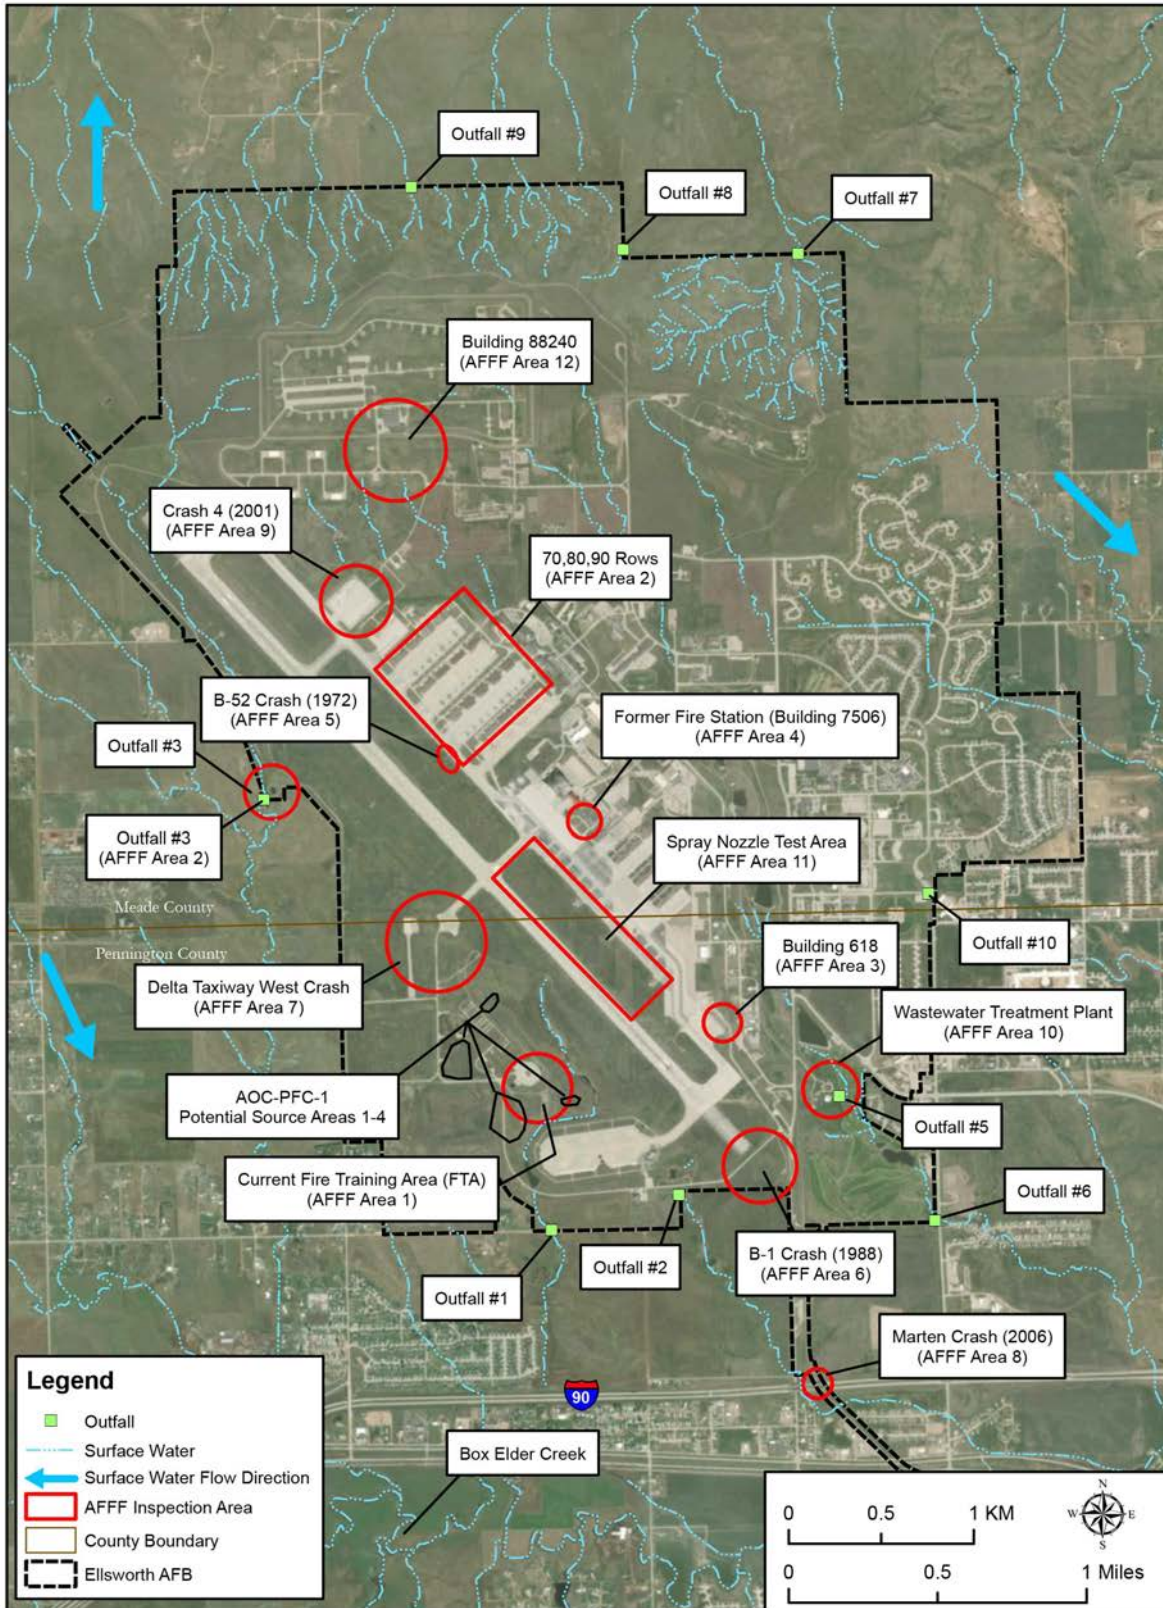 Outfall #9
Outfall #8
Outfall #7
Building 88240
(AFFF Area 12)
Crash 4 (2001)
(AFFF Area 9)
70,80,90 Rows
(AFFF Area 2)
B-52 Crash (1972)
(AFFF Area 5)
Former Fire Station (Building 7506)
(AFFF Area 4)
Outfall #3
Outfall #3
(AFFF Area 2)
Spray Nozzle Test Area
(AFFF Area 11)
Meade County
Pennington County
Outfall #10
Building 618
(AFFF Area 3)
Delta Taxiway West Crash
(AFFF Area 7)
Wastewater Treatment Plant
(AFFF Area 10)
AOC-PFC-1
Potential Source Areas 1-4
Outfall #5
Current Fire Training Area (FTA)
(AFFF Area 1)
Outfall #6
Outfall #2
B-1 Crash (1988)
(AFFF Area 6)
Outfall #1
Marten Crash (2006)
(AFFF Area 8)
90
Box Elder Creek
Legend
Outfall
Surface Water
Surface Water Flow Direction
AFFF Inspection Area
County Boundary
Ellsworth AFB
0 0.5 1 KM
0 0.5 1 Miles
N
W E
S